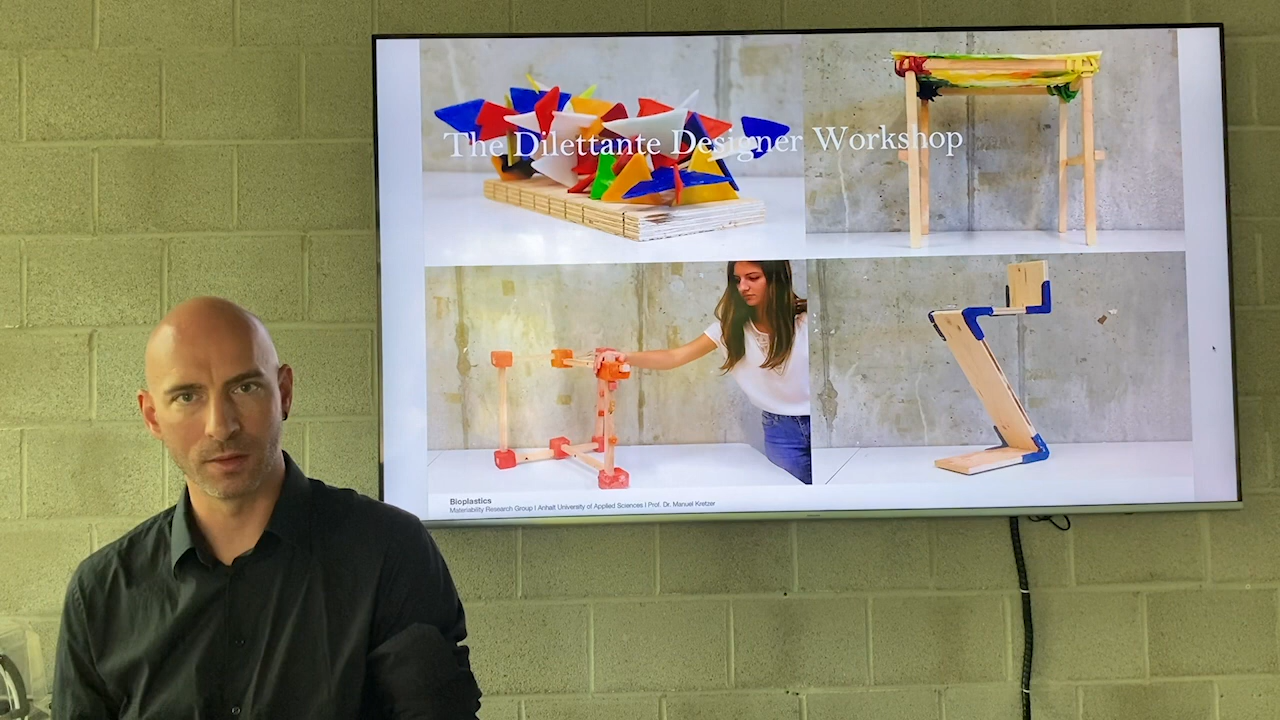 The Dilettante Designer Workshop
Bioplastics
Materiability Research Group I Anhalt University of Applied Sciences I Prof. Dr. Manuel Kretzer